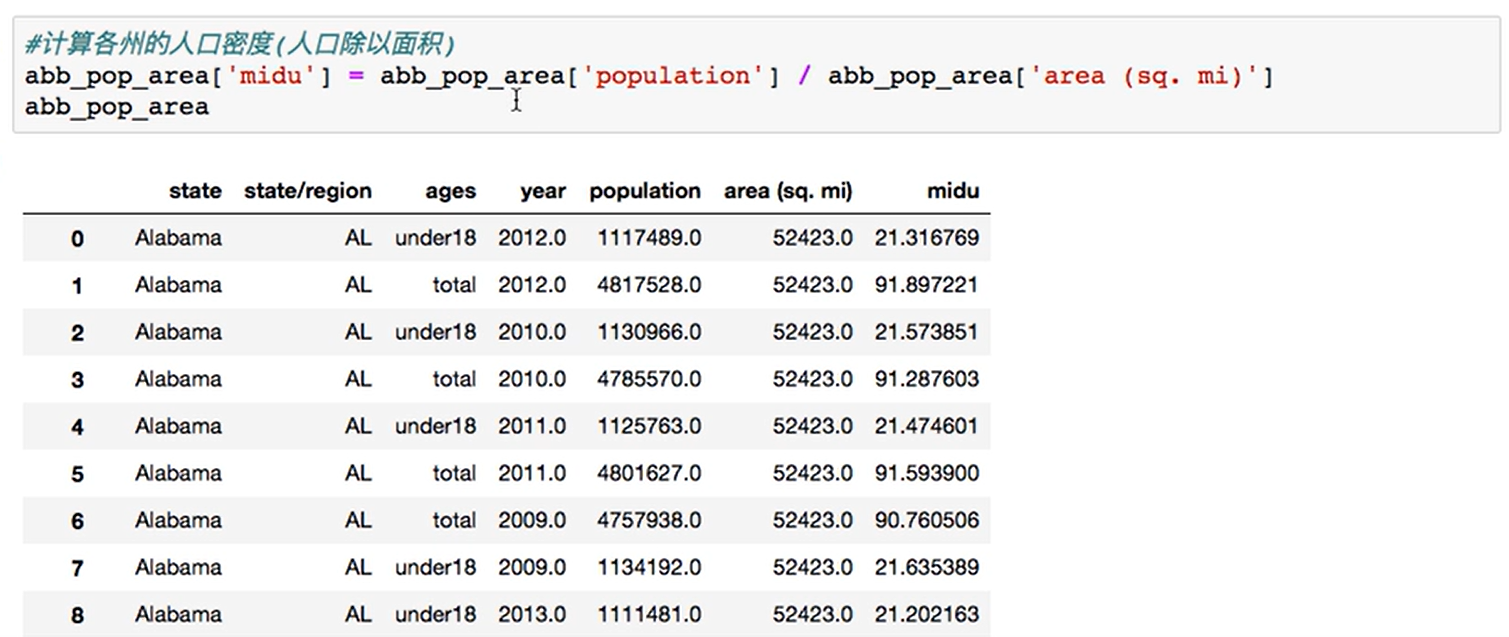 #计算各州的人口密度(人口除以面积)
abb_pop_area['midu'] = abb_pop_area['population'] / abb_pop_area['area (sq. mi)']
abb_pop_area
state state/region ages year population area (sq. mi) midu
0 Alabama AL under18 2012.0 1117489.0 52423.0 21.316769
1 Alabama AL total 2012.0 4817528.0 52423.0 91.897221
2 Alabama AL under18 2010.0 1130966.0 52423.0 21.573851
3 Alabama AL total 2010.0 4785570.0 52423.0 91.287603
4 Alabama AL under18 2011.0 1125763.0 52423.0 21.474601
5 Alabama AL total 2011.0 4801627.0 52423.0 91.593900
6 Alabama AL total 2009.0 4757938.0 52423.0 90.760506
7 Alabama AL under18 2009.0 1134192.0 52423.0 21.635389
8 Alabama AL under18 2013.0 1111481.0 52423.0 21.202163